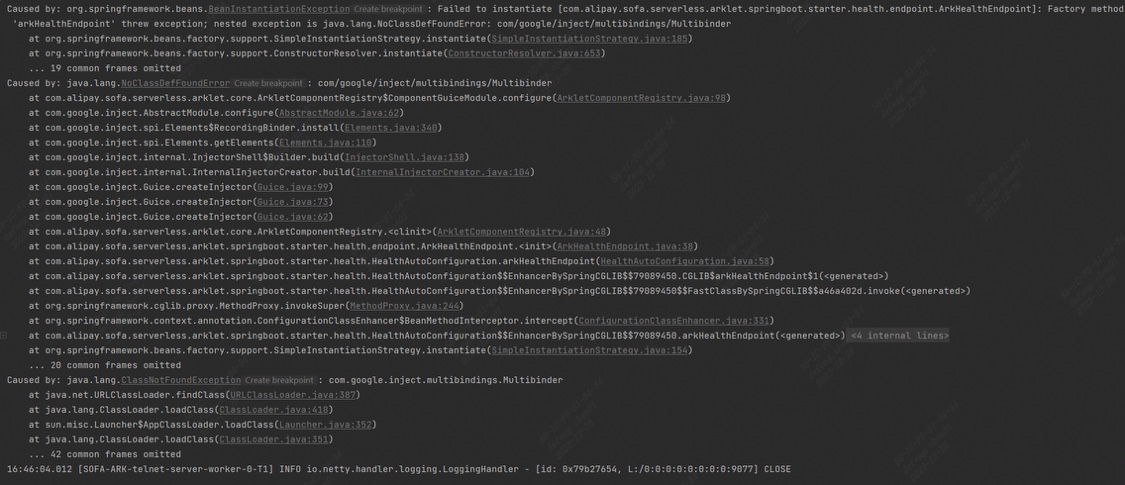 Caused by: org.springframework.beans.BeanInstantiationException Create breakpoint : Failed to instantiate [com.alipay.sofa.serverless.arklet.springboot.starter.health.endpoint.ArkHealthEndpoint]: Factory method
'arkHealthEndpoint' threw exception; nested exception is java.lang.NoClassDefFoundError: com/google/inject/multibindings/Multibinder
at org.springframework.beans.factory.support.SimpleInstantiationStrategy.instantiate(SimpleInstantiationStrategy.java:185)
at org.springframework.beans.factory.support.ConstructorResolver.instantiate(ConstructorResolver.java:653)
... 19 common frames omitted
Caused by: java.lang.NoClassDefFoundError Create breakpoint : com/google/inject/multibindings/Multibinder
at com.alipay.sofa.serverless.arklet.core.ArkletComponentRegistry$ComponentGuiceModule.configure(ArkletComponentRegistry.java:98)
at com.google.inject.AbstractModule.configure(AbstractModule.java:62)
at com.google.inject.spi.Elements$RecordingBinder.install(Elements.java:340)
at com.google.inject.spi.Elements.getElements(Elements.java:110)
at com.google.inject.internal.InjectorShell$Builder.build(InjectorShell.java:138)
at com.google.inject.internal.InternalInjectorCreator.build(InternalInjectorCreator.java:104)
at com.google.inject.Guice.createInjector(Guice.java:99)
at com.google.inject.Guice.createInjector(Guice.java:73)
at com.google.inject.Guice.createInjector(Guice.java:62)
at com.alipay.sofa.serverless.arklet.core.ArkletComponentRegistry.<clinit>(ArkletComponentRegistry.java:48)
at com.alipay.sofa.serverless.arklet.springboot.starter.health.endpoint.ArkHealthEndpoint.<init>(ArkHealthEndpoint.java:38)
at com.alipay.sofa.serverless.arklet.springboot.starter.health.HealthAutoConfiguration.arkHealthEndpoint(HealthAutoConfiguration.java:58)
at com.alipay.sofa.serverless.arklet.springboot.starter.health.HealthAutoConfiguration$$EnhancerBySpringCGLIB$$79089450.CGLIB$arkHealthEndpoint$1(<generated>)
at com.alipay.sofa.serverless.arklet.springboot.starter.health.HealthAutoConfiguration$$EnhancerBySpringCGLIB$$79089450$$FastClassBySpringCGLIB$$a46a402d.invoke(<generated>)
at org.springframework.cglib.proxy.MethodProxy.invokeSuper(MethodProxy.java:244)
at org.springframework.context.annotation.ConfigurationClassEnhancer$BeanMethodInterceptor.intercept(ConfigurationClassEnhancer.java:331)
at com.alipay.sofa.serverless.arklet.springboot.starter.health.HealthAutoConfiguration$$EnhancerBySpringCGLIB$$79089450.arkHealthEndpoint(<generated>) <4 internal lines>
at org.springframework.beans.factory.support.SimpleInstantiationStrategy.instantiate(SimpleInstantiationStrategy.java:154)
... 20 common frames omitted
Caused by: java.lang.ClassNotFoundException Create breakpoint : com.google.inject.multibindings.Multibinder
at java.net.URLClassLoader.findClass(URLClassLoader.java:387)
at java.lang.ClassLoader.loadClass(ClassLoader.java:418)
at sun.misc.Launcher$AppClassLoader.loadClass(Launcher.java:352)
at java.lang.ClassLoader.loadClass(ClassLoader.java:351)
... 42 common frames omitted
16:46:04.012 [SOFA-ARK-telnet-server-worker-0-T1] INFO io.netty.handler.logging.LoggingHandler - [id: 0x79b27654, L:/0:0:0:0:0:0:0:0:9077] CLOSE